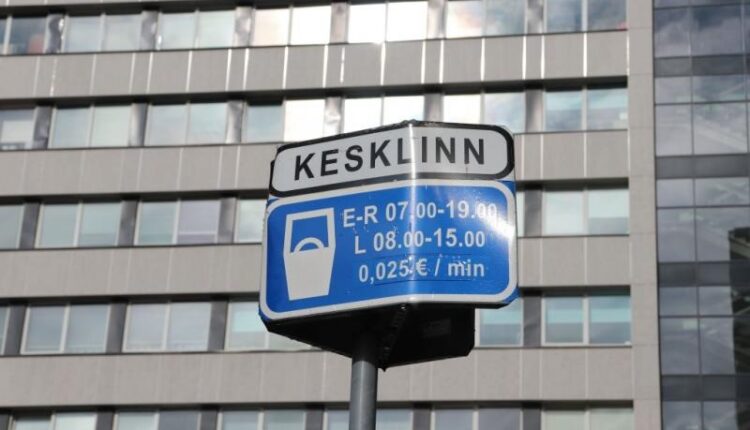 KESKLINN
E-R 07.00-19.00
L 08.00-15.00
0,025 € / min